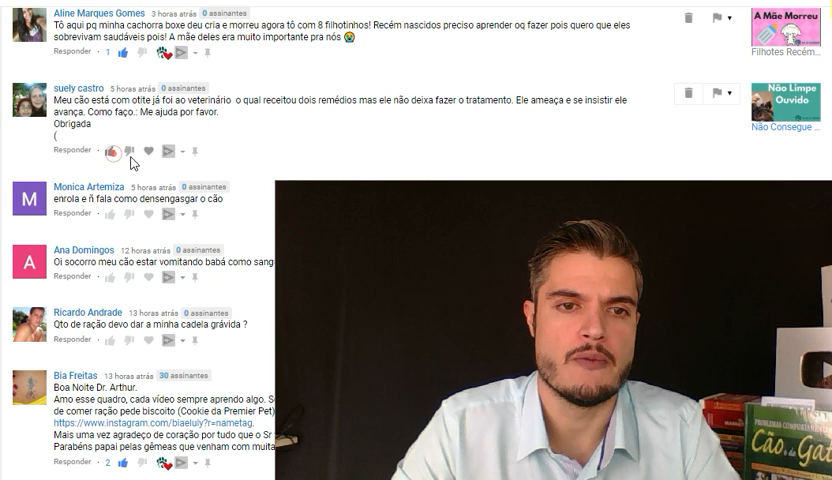 Aline Marques Gomes 3 horas atrás 0 assinantes
Tô aqui pq minha cachorra boxe deu cria e morreu agora tô com 8 filhotinhos! Recém nascidos preciso aprender oq fazer pois quero que eles
sobrevivam saudáveis pois! A mãe deles era muito importante pra nós 😭
Responder · 1
A Mãe Morreu
Filhotes Recém...
suely castro 5 horas atrás 0 assinantes
Meu cão está com otite já foi ao veterinário o qual receitou dois remédios mas ele não deixa fazer o tratamento. Ele ameaça e se insistir ele
avança. Como faço.: Me ajuda por favor.
Obrigada
(
Responder ·
Não Limpe
Ouvido
Não Consegue ...
M
Monica Artemiza 5 horas atrás 0 assinantes
enrola e ñ fala como densengasgar o cão
Responder ·
A
Ana Domingos 12 horas atrás 0 assinantes
Oi socorro meu cão estar vomitando babá como sang
Responder ·
Ricardo Andrade 13 horas atrás 0 assinantes
Qto de ração devo dar a minha cadela grávida ?
Responder ·
Bia Freitas 13 horas atrás 30 assinantes
Boa Noite Dr. Arthur.
Amo esse quadro, cada vídeo sempre aprendo algo. S
de comer ração pede biscoito (Cookie da Premier Pet)
https://www.instagram.com/biaeluly?r=nametag.
Mais uma vez agradeço de coração por tudo que o Sr
Parabéns papai pelas gêmeas que venham com muita
Responder · 2
PROBLEMAS COMPORTAMENT
Cão
Gat